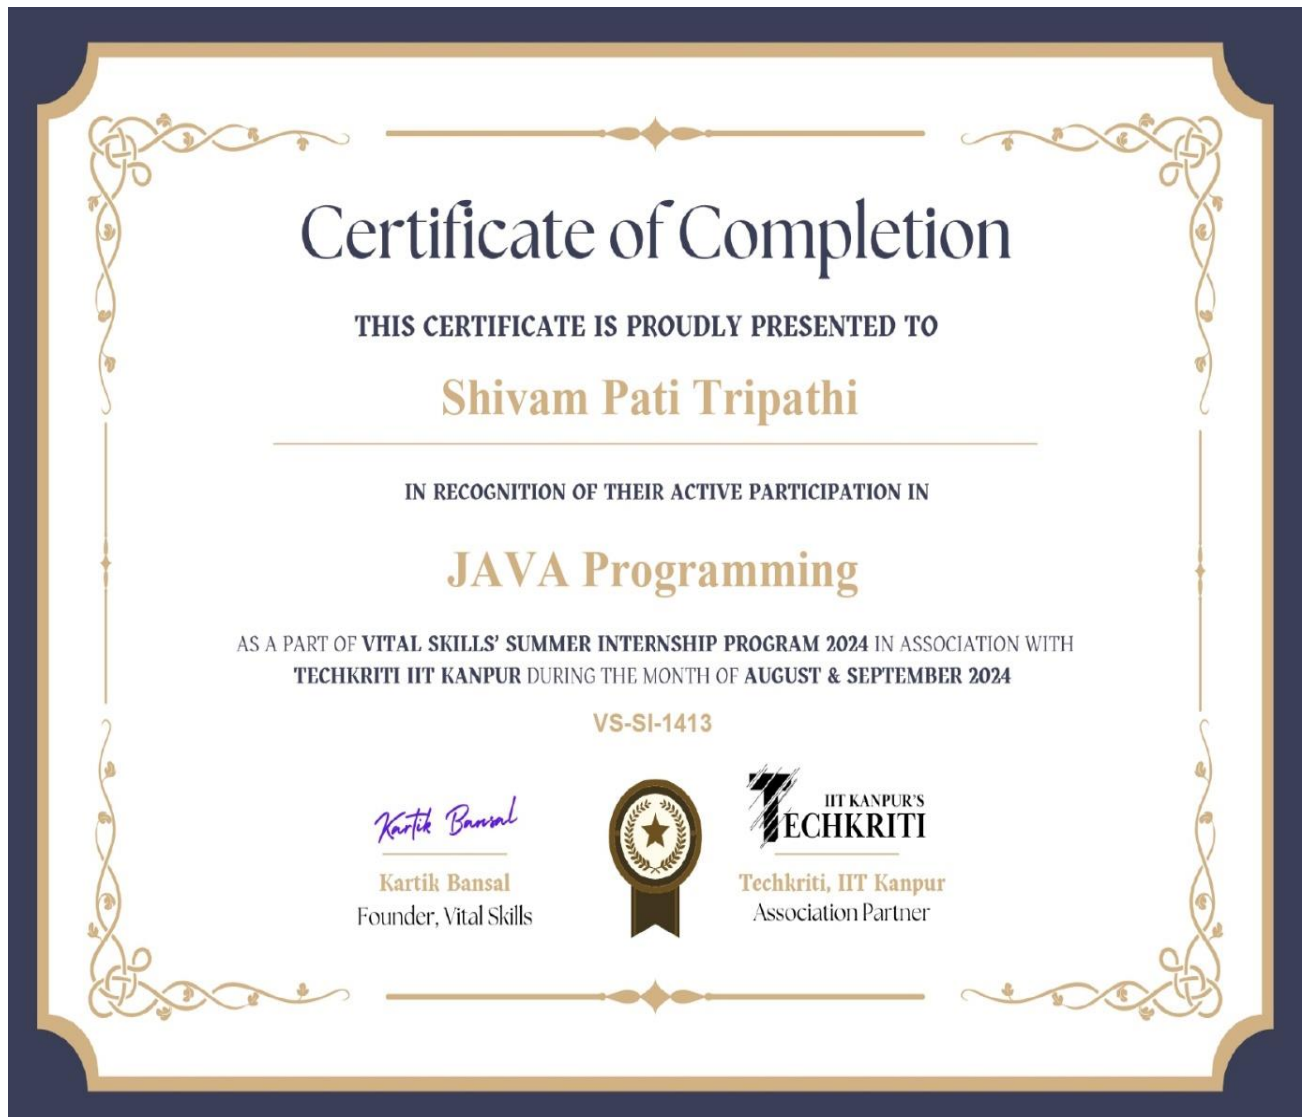 Certificate of Completion
THIS CERTIFICATE IS PROUDLY PRESENTED TO
Shivam Pati Tripathi
IN RECOGNITION OF THEIR ACTIVE PARTICIPATION IN
JAVA Programming
AS A PART OF VITAL SKILLS' SUMMER INTERNSHIP PROGRAM 2024 IN ASSOCIATION WITH
TECHKRITI IIT KANPUR DURING THE MONTH OF AUGUST & SEPTEMBER 2024
VS-SI-1413
Kartik Bansal
Kartik Bansal
Founder, Vital Skills
IIT KANPUR'S
TECHKRITI
Techkriti, IIT Kanpur
Association Partner